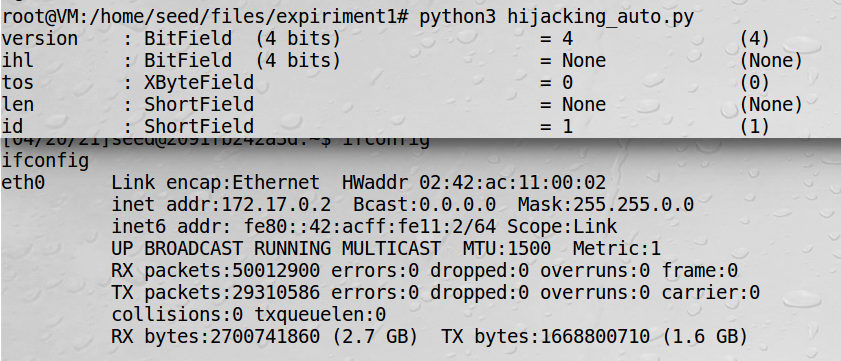 root@VM:/home/seed/files/expiriment1# python3 hijacking_auto.py
version    : BitField  (4 bits)                  = 4               (4)
ihl        : BitField  (4 bits)                  = None            (None)
tos        : XByteField                          = 0               (0)
len        : ShortField                          = None            (None)
id         : ShortField                          = 1               (1)
[04/20/21]seed@2091fb242a3d:~$ ifconfig
ifconfig
eth0      Link encap:Ethernet  HWaddr 02:42:ac:11:00:02
          inet addr:172.17.0.2  Bcast:0.0.0.0  Mask:255.255.0.0
          inet6 addr: fe80::42:acff:fe11:2/64 Scope:Link
          UP BROADCAST RUNNING MULTICAST  MTU:1500  Metric:1
          RX packets:50012900 errors:0 dropped:0 overruns:0 frame:0
          TX packets:29310586 errors:0 dropped:0 overruns:0 carrier:0
          collisions:0 txqueuelen:0
          RX bytes:2700741860 (2.7 GB)  TX bytes:1668800710 (1.6 GB)